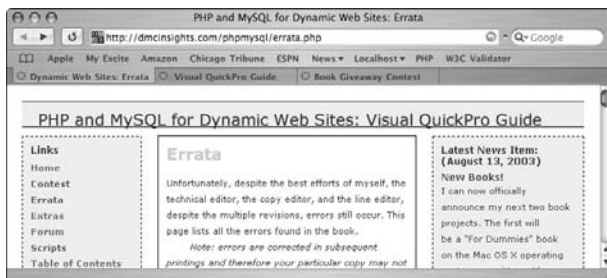 PHP and MySQL for Dynamic Web Sites: Errata
http://dmcinsights.com/phpmysql/errata.php
Google
Apple My Excite Amazon Chicago Tribune ESPN News Localhost PHP W3C Validator
Dynamic Web Sites: Errata Visual QuickPro Guide Book Giveaway Contest
PHP and MySQL for Dynamic Web Sites: Visual QuickPro Guide
Links
Home
Contest
Errata
Extras
Forum
Scripts
Table of Contents
Errata
Unfortunately, despite the best efforts of myself, the
technical editor, the copy editor, and the line editor,
despite the multiple revisions, errors still occur. This
page lists all the errors found in the book.
Note: errors are corrected in subsequent
printings and therefore your particular copy may not
Latest News Item:
(August 13, 2003)
New Books!
I can now officially
announce my next two book
projects. The first will
be a "For Dummies" book
on the Mac OS X operating